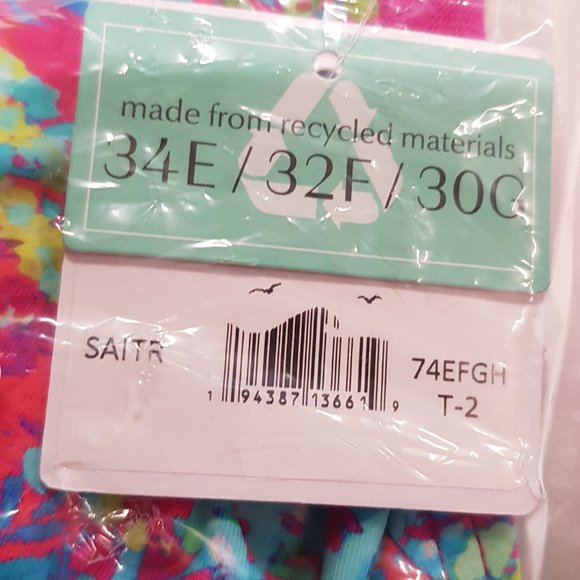 made from recycled materials
34E / 32F / 30G
SAITR
74EFGH
T-2
1 94387 13661 9